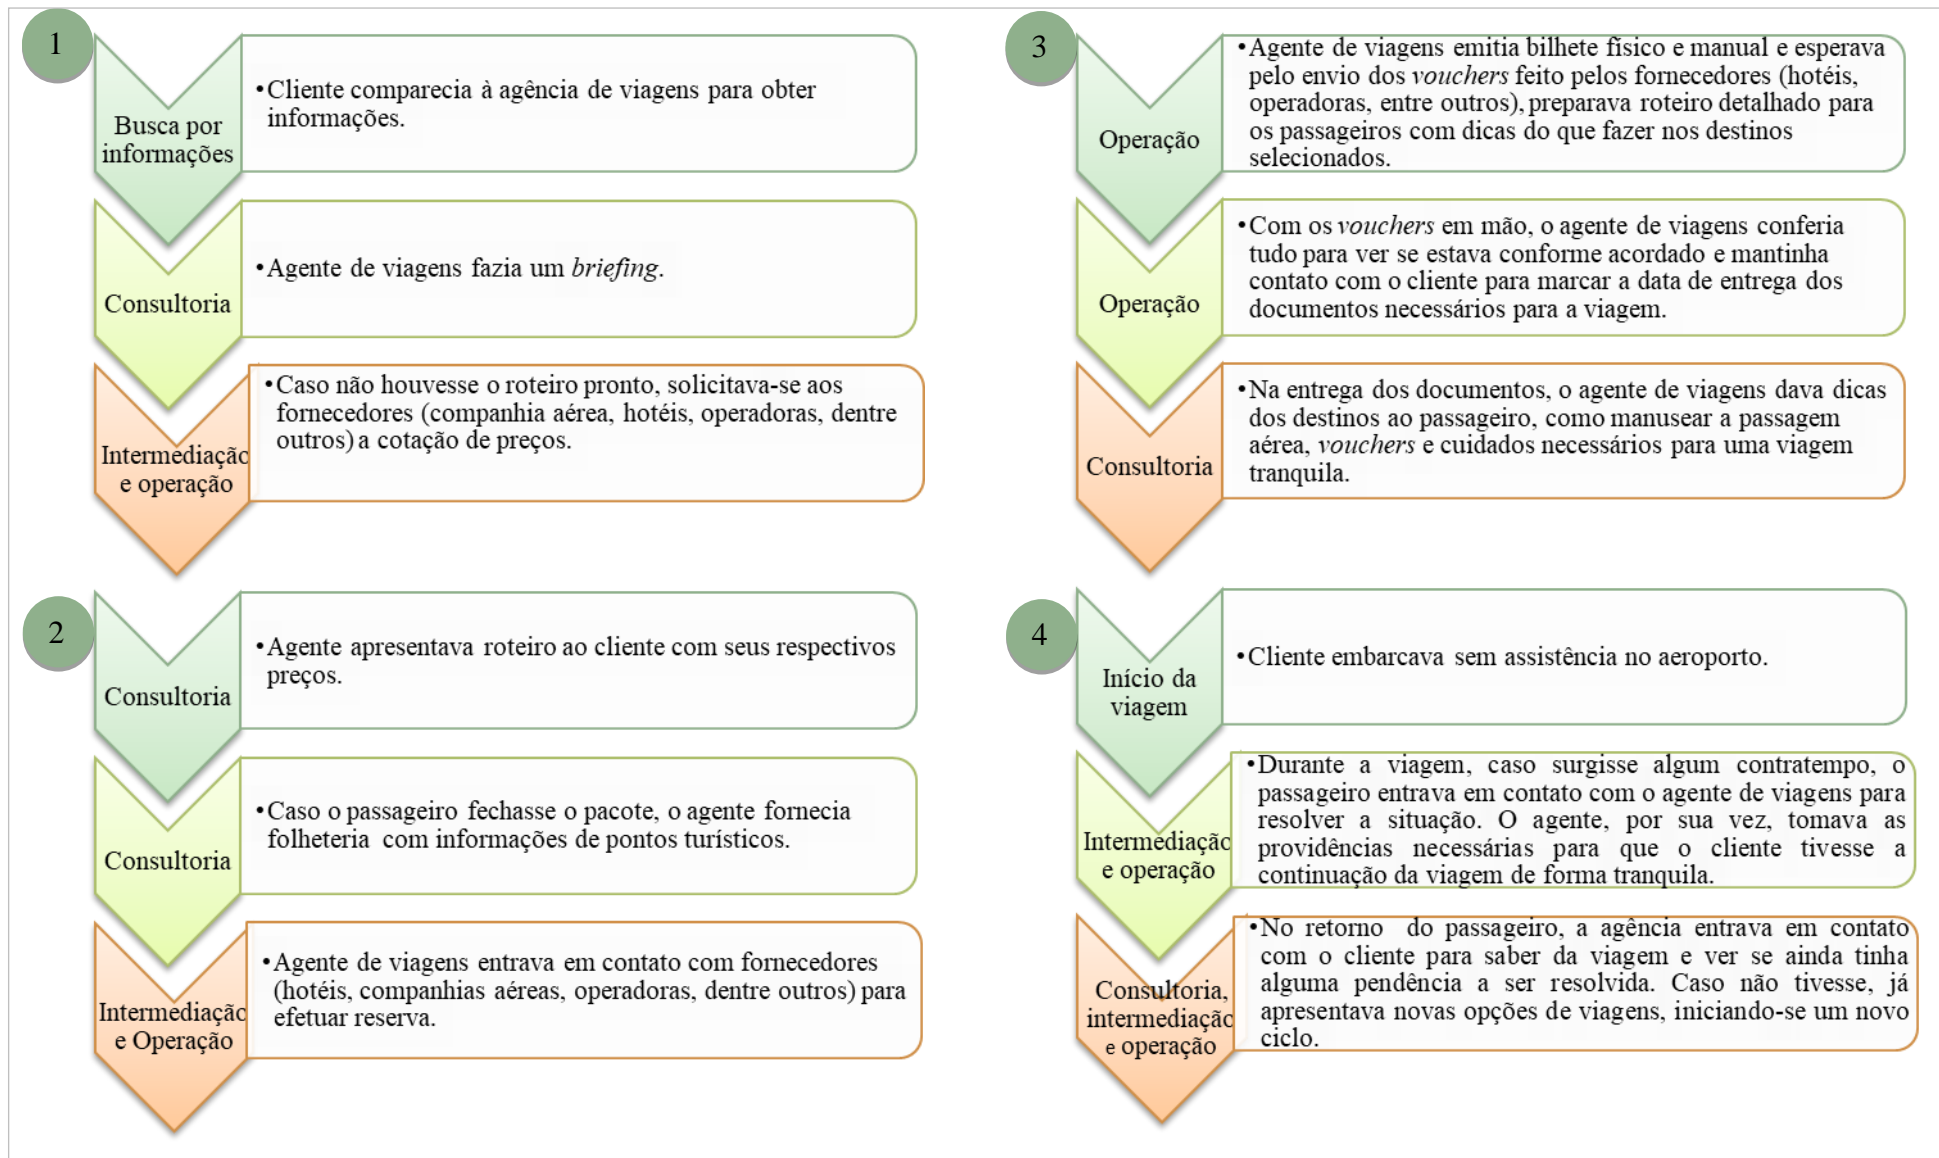 1
Busca por
informações
•Cliente comparecia à agência de viagens para obter
informações.
Consultoria
•Agente de viagens fazia um briefing.
Intermediação
e operação
•Caso não houvesse o roteiro pronto, solicitava-se aos
fornecedores (companhia aérea, hotéis, operadoras, dentre
outros) a cotação de preços.
2
Consultoria
•Agente apresentava roteiro ao cliente com seus respectivos
preços.
Consultoria
•Caso o passageiro fechasse o pacote, o agente fornecia
folheteria com informações de pontos turísticos.
Intermediação
e Operação
•Agente de viagens entrava em contato com fornecedores
(hotéis, companhias aéreas, operadoras, dentre outros) para
efetuar reserva.
3
Operação
•Agente de viagens emitia bilhete físico e manual e esperava
pelo envio dos vouchers feito pelos fornecedores (hotéis,
operadoras, entre outros), preparava roteiro detalhado para
os passageiros com dicas do que fazer nos destinos
selecionados.
Operação
•Com os vouchers em mão, o agente de viagens conferia
tudo para ver se estava conforme acordado e mantinha
contato com o cliente para marcar a data de entrega dos
documentos necessários para a viagem.
Consultoria
•Na entrega dos documentos, o agente de viagens dava dicas
dos destinos ao passageiro, como manusear a passagem
aérea, vouchers e cuidados necessários para uma viagem
tranquila.
4
Início da
viagem
•Cliente embarcava sem assistência no aeroporto.
Intermediação
e operação
•Durante a viagem, caso surgisse algum contratempo, o
passageiro entrava em contato com o agente de viagens para
resolver a situação. O agente, por sua vez, tomava as
providências necessárias para que o cliente tivesse a
continuação da viagem de forma tranquila.
Consultoria,
intermediação
e operação
•No retorno do passageiro, a agência entrava em contato
com o cliente para saber da viagem e ver se ainda tinha
alguma pendência a ser resolvida. Caso não tivesse, já
apresentava novas opções de viagens, iniciando-se um novo
ciclo.